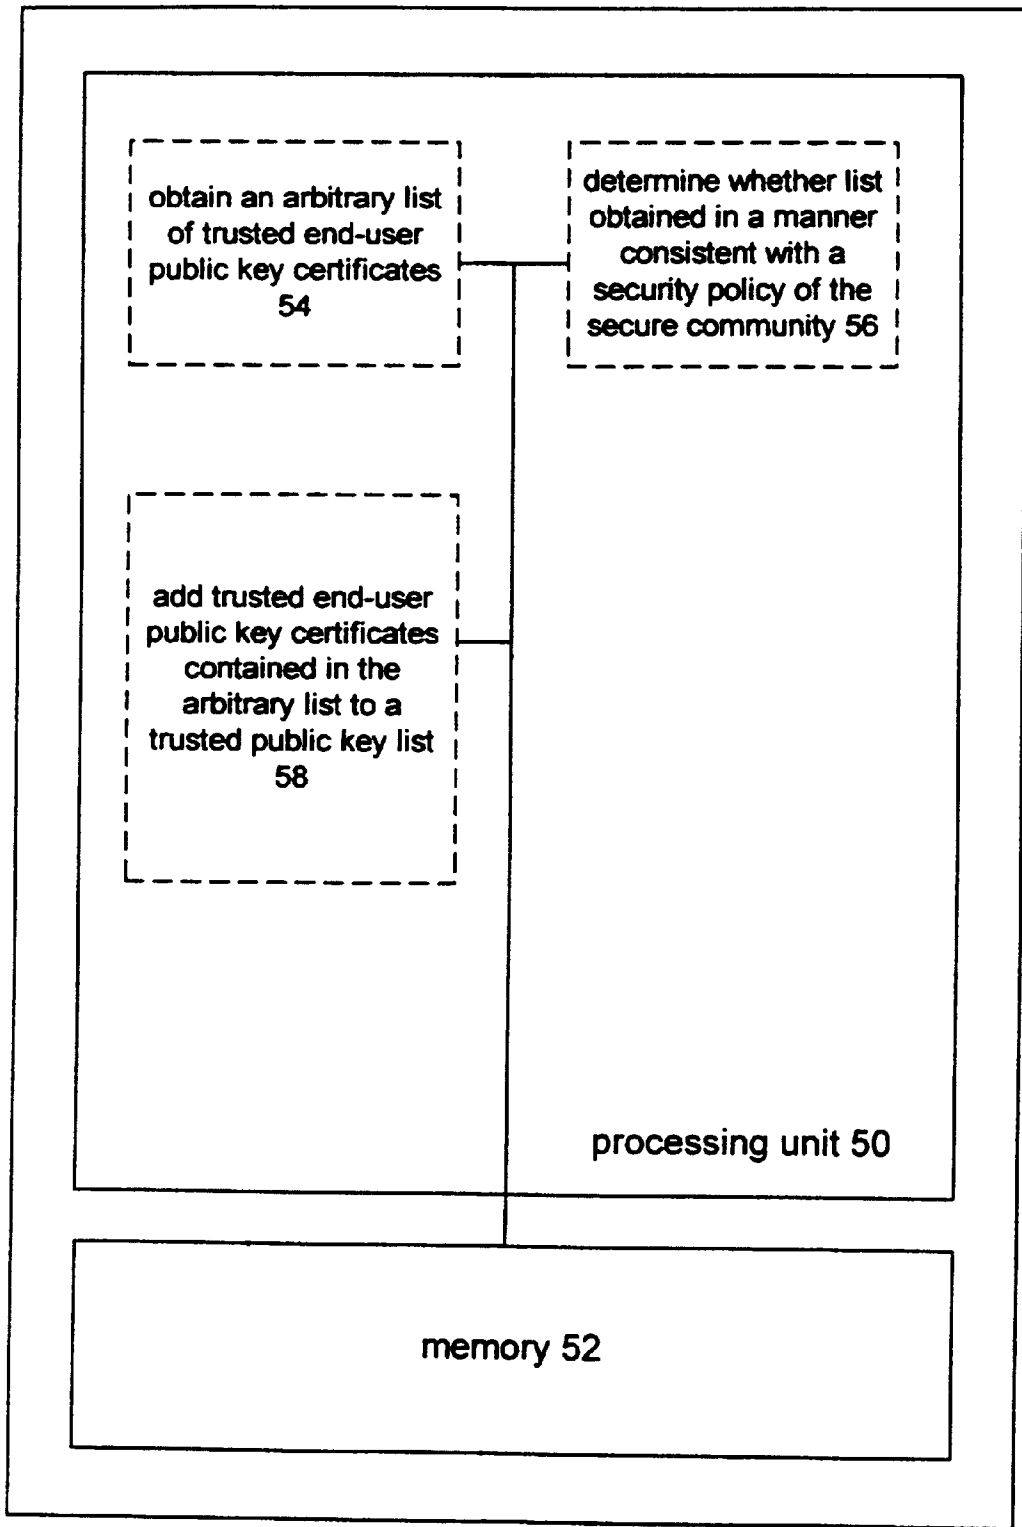 obtain an arbitrary list
of trusted end-user
public key certificates
54
determine whether list
obtained in a manner
consistent with a
security policy of the
secure community 56
add trusted end-user
public key certificates
contained in the
arbitrary list to a
trusted public key list
58
processing unit 50
memory 52